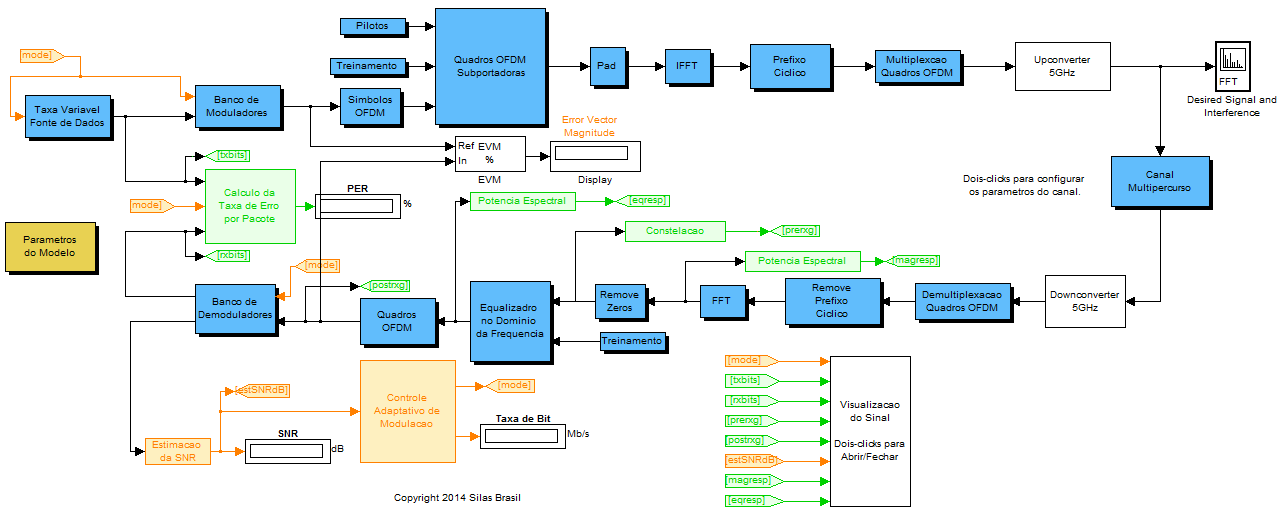 Pilotos
Treinamento
Quadros OFDM
Subportadoras
Pad
IFFT
Prefixo
Ciclico
Multiplexcao
Quadros OFDM
Upconverter
5GHz
FFT
Desired Signal and
Interference
mode]
Taxa Variavel
Fonte de Dados
Banco de
Moduladores
Simbolos
OFDM
Error Vector
Magnitude
Ref
In
EVM
%
EVM
Display
[txbits]
Calculo da
Taxa de Erro
por Pacote
mode]
PER
%
[rxbits]
Parametros
do Modelo
Potencia Espectral
[eqresp]
Constelacao
[prerxg]
Potencia Espectral
[magresp]
Dois-clicks para configurar
os parametros do canal.
Canal
Multipercurso
[mode]
Banco de
Demoduladores
[postrxg]
Quadros
OFDM
Equalizadro
no Dominio
da Frequencia
Remove
Zeros
Treinamento
FFT
Remove
Prefixo
Ciclico
Demultiplexacao
Quadros OFDM
Downconverter
5GHz
[estSNRdB]
Estimacao
da SNR
SNR
dB
Controle
Adaptativo de
Modulacao
[mode]
Taxa de Bit
Mb/s
[mode]
[txbits]
[rxbits]
[prerxg]
[postrxg]
[estSNRdB]
[magresp]
[eqresp]
Visualizacao
do Sinal
Dois-clicks para
Abrir/Fechar
Copyright 2014 Silas Brasil